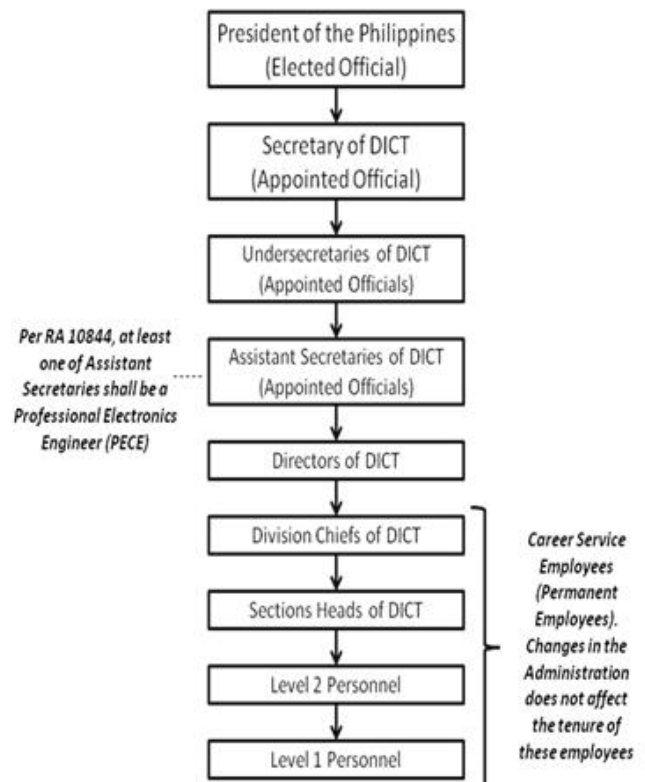 President of the Philippines
(Elected Official)
Secretary of DICT
(Appointed Official)
Undersecretaries of DICT
(Appointed Officials)
Per RA 10844, at least
one of Assistant
Secretaries shall be a
Professional Electronics
Engineer (PECE)
Assistant Secretaries of DICT
(Appointed Officials)
Directors of DICT
Division Chiefs of DICT
Sections Heads of DICT
Level 2 Personnel
Level 1 Personnel
Career Service
Employees
(Permanent
Employees).
Changes in the
Administration
does not affect
the tenure of
these employees